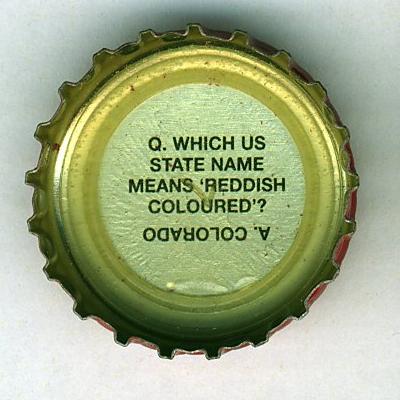 Q. WHICH US
STATE NAME
MEANS 'REDDISH
COLOURED'?
A. COLORADO